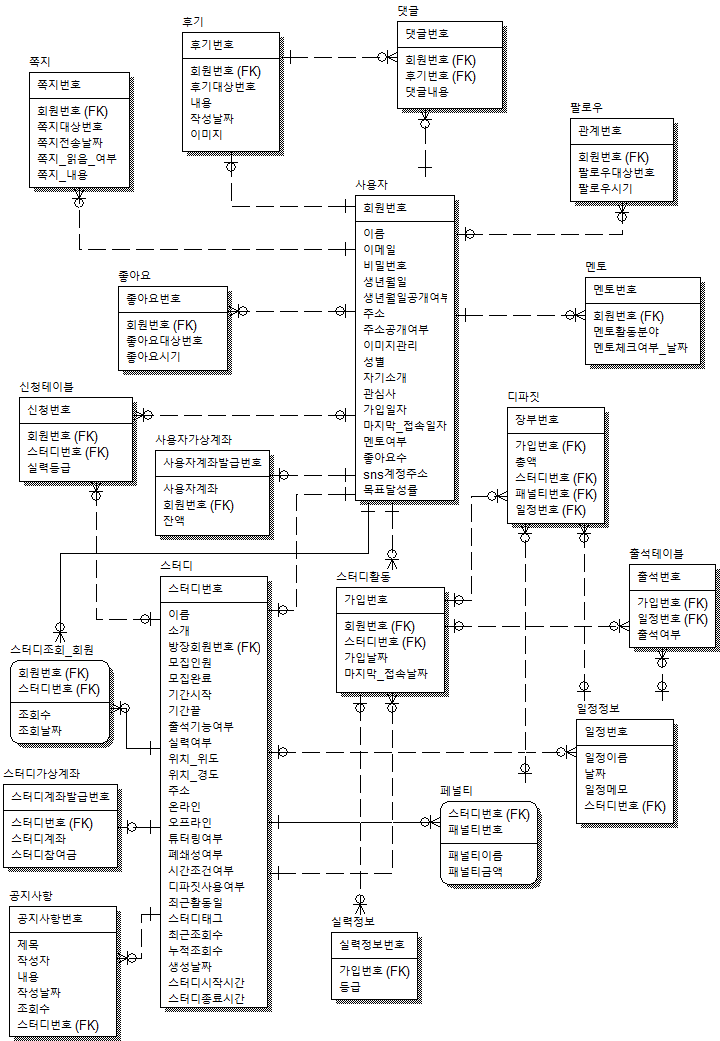 쪽지
쪽지번호
회원번호 (FK)
쪽지대상번호
쪽지전송날짜
쪽지_읽음_여부
쪽지_내용
후기
후기번호
회원번호 (FK)
후기대상번호
내용
작성날짜
이미지
댓글
댓글번호
회원번호 (FK)
후기번호 (FK)
댓글내용
팔로우
관계번호
회원번호 (FK)
팔로우대상번호
팔로우시기
사용자
회원번호
이름
이메일
비밀번호
생년월일
생년월일공개여부
주소
주소공개여부
이미지관리
성별
자기소개
관심사
가입일자
마지막_접속일자
멘토여부
좋아요수
sns계정주소
목표달성률
좋아요
좋아요번호
회원번호 (FK)
좋아요대상번호
좋아요시기
멘토
멘토번호
회원번호 (FK)
멘토활동분야
멘토체크여부_날짜
신청테이블
신청번호
회원번호 (FK)
스터디번호 (FK)
실력등급
사용자가상계좌
사용자계좌발급번호
사용자계좌
회원번호 (FK)
잔액
디파짓
장부번호
가입번호 (FK)
총액
스터디번호 (FK)
패널티번호 (FK)
일정번호 (FK)
출석테이블
출석번호
가입번호 (FK)
일정번호 (FK)
출석여부
스터디
스터디번호
이름
소개
방장회원번호 (FK)
모집인원
모집완료
기간시작
기간끝
출석기능여부
실력여부
위치_위도
위치_경도
주소
온라인
오프라인
튜터링여부
폐쇄성여부
시간조건여부
디파짓사용여부
최근활동일
스터디태그
최근조회수
누적조회수
생성날짜
스터디시작시간
스터디종료시간
스터디활동
가입번호
회원번호 (FK)
스터디번호 (FK)
가입날짜
마지막_접속날짜
스터디조회_회원
회원번호 (FK)
스터디번호 (FK)
조회수
조회날짜
일정정보
일정번호
일정이름
날짜
일정메모
스터디번호 (FK)
스터디가상계좌
스터디계좌발급번호
스터디번호 (FK)
스터디계좌
스터디참여금
페널티
스터디번호 (FK)
패널티번호
패널티이름
패널티금액
공지사항
공지사항번호
제목
작성자
내용
작성날짜
조회수
스터디번호 (FK)
실력정보
실력정보번호
가입번호 (FK)
등급